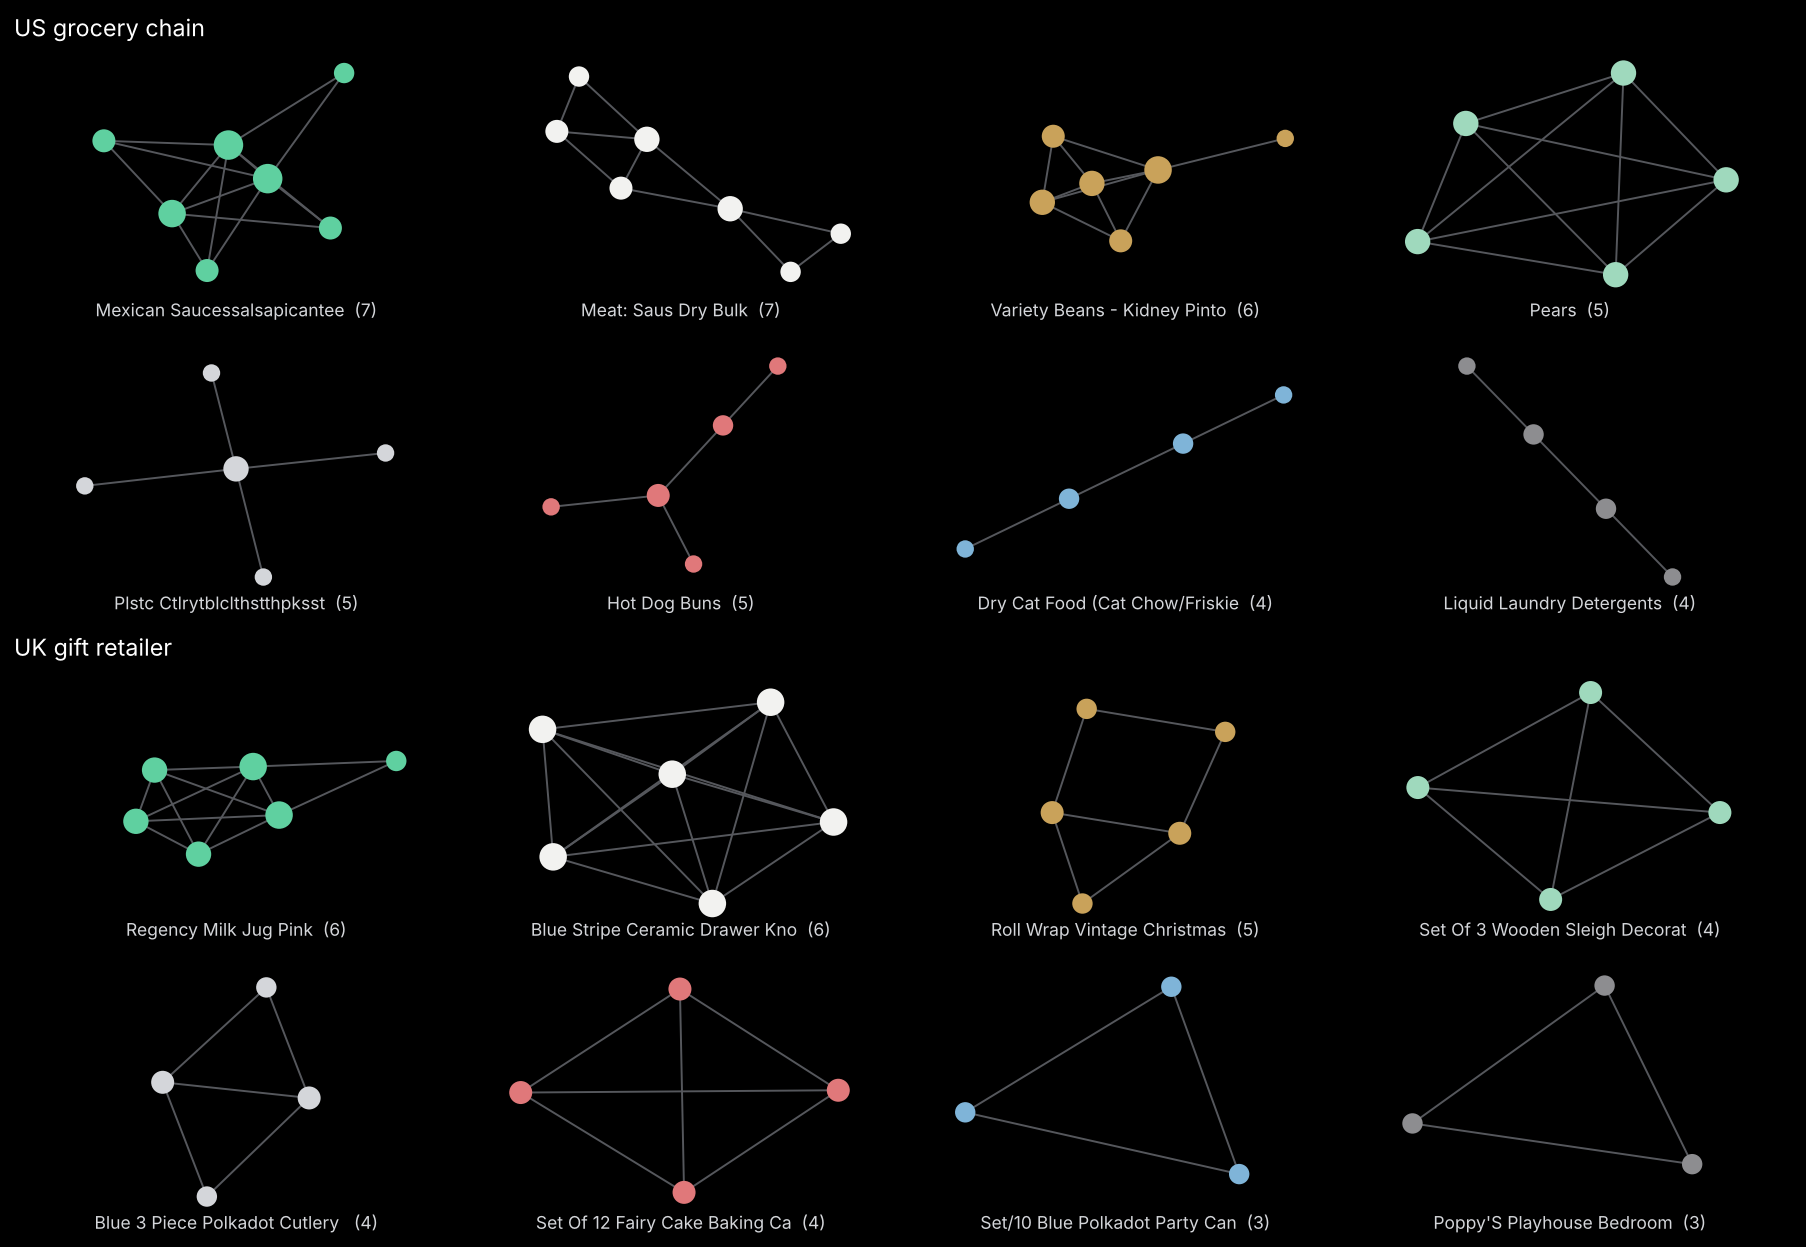 US grocery chain
Mexican Saucessalsapicantee (7)
Meat: Saus Dry Bulk (7)
Variety Beans - Kidney Pinto (6)
Pears (5)
Plstc Ctlrytblclthstthpksst (5)
Hot Dog Buns (5)
Dry Cat Food (Cat Chow/Friskie (4)
Liquid Laundry Detergents (4)
UK gift retailer
Regency Milk Jug Pink (6)
Blue Stripe Ceramic Drawer Kno (6)
Roll Wrap Vintage Christmas (5)
Set Of 3 Wooden Sleigh Decorat (4)
Blue 3 Piece Polkadot Cutlery (4)
Set Of 12 Fairy Cake Baking Ca (4)
Set/10 Blue Polkadot Party Can (3)
Poppy'S Playhouse Bedroom (3)